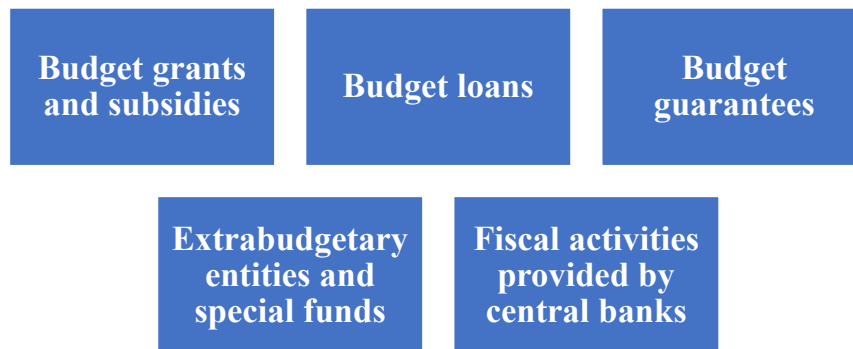 Budget grants
and subsidies
Budget loans
Budget
guarantees
Extrabudgetary
entities and
special funds
Fiscal activities
provided by
central banks